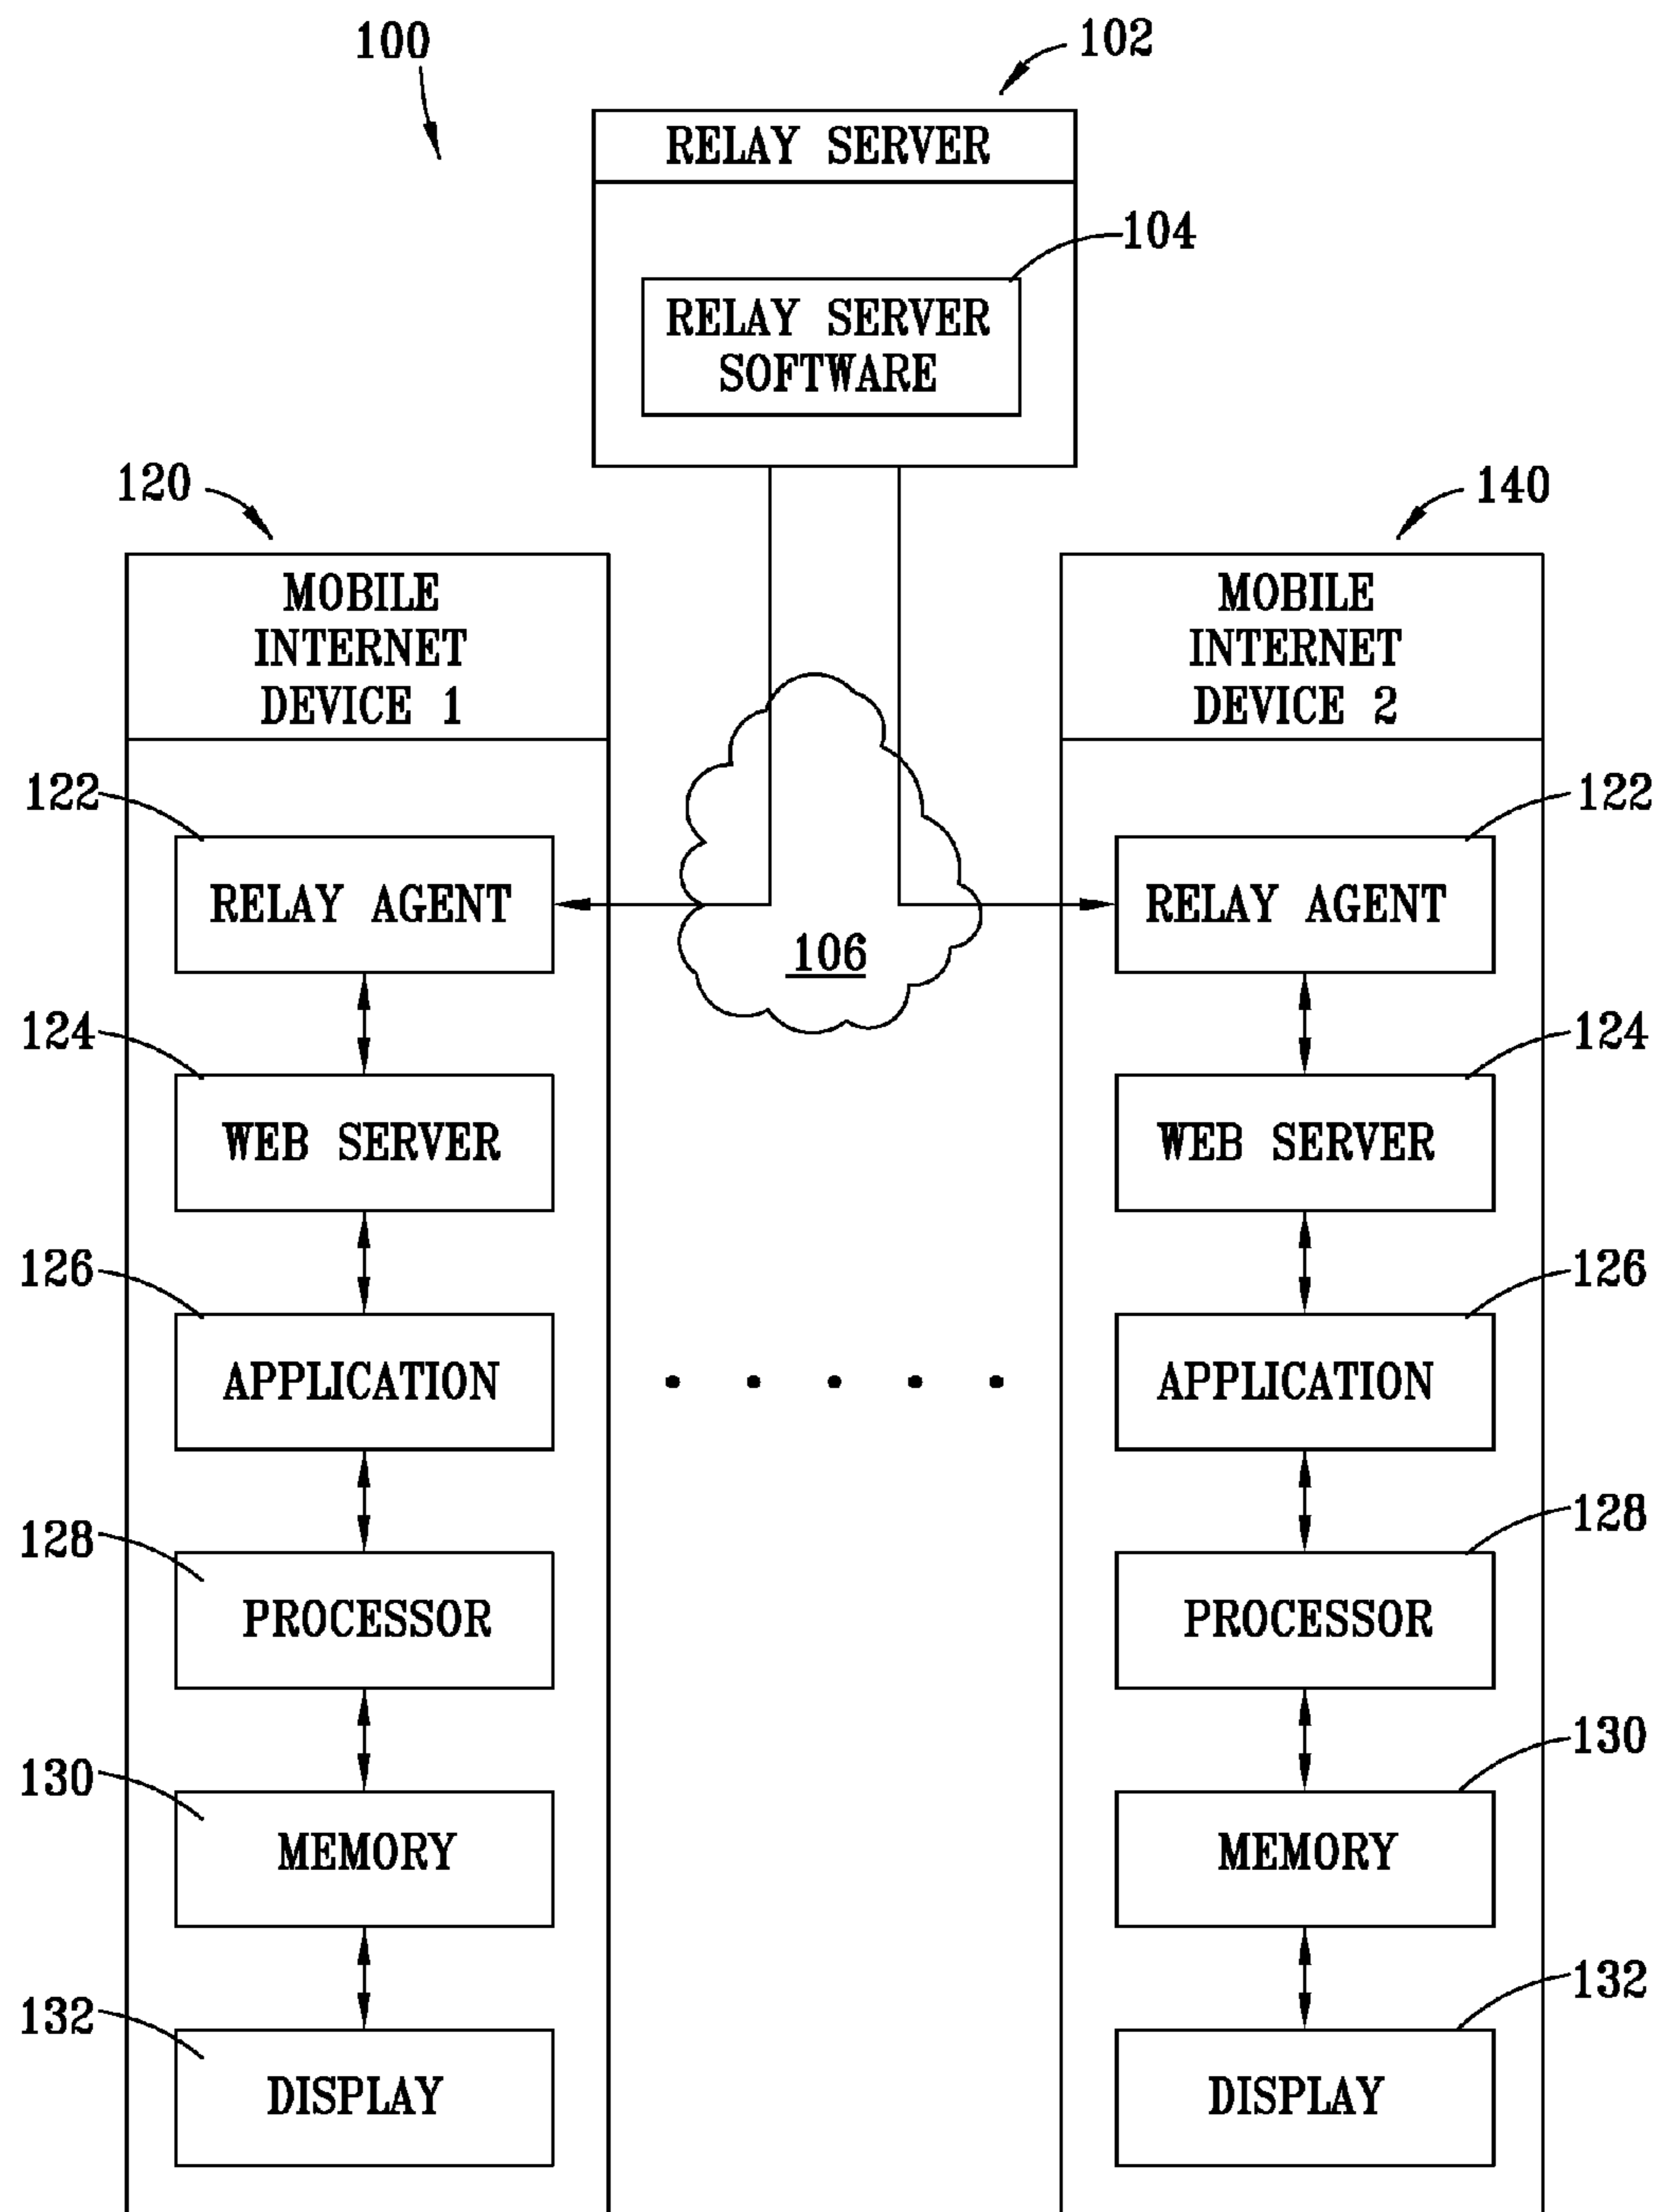 100
102
RELAY SERVER
104
RELAY SERVER
SOFTWARE
120
140
MOBILE
INTERNET
DEVICE 1
MOBILE
INTERNET
DEVICE 2
122
122
RELAY AGENT
RELAY AGENT
106
124
124
WEB SERVER
WEB SERVER
126
126
APPLICATION
APPLICATION
128
128
PROCESSOR
PROCESSOR
130
130
MEMORY
MEMORY
132
132
DISPLAY
DISPLAY